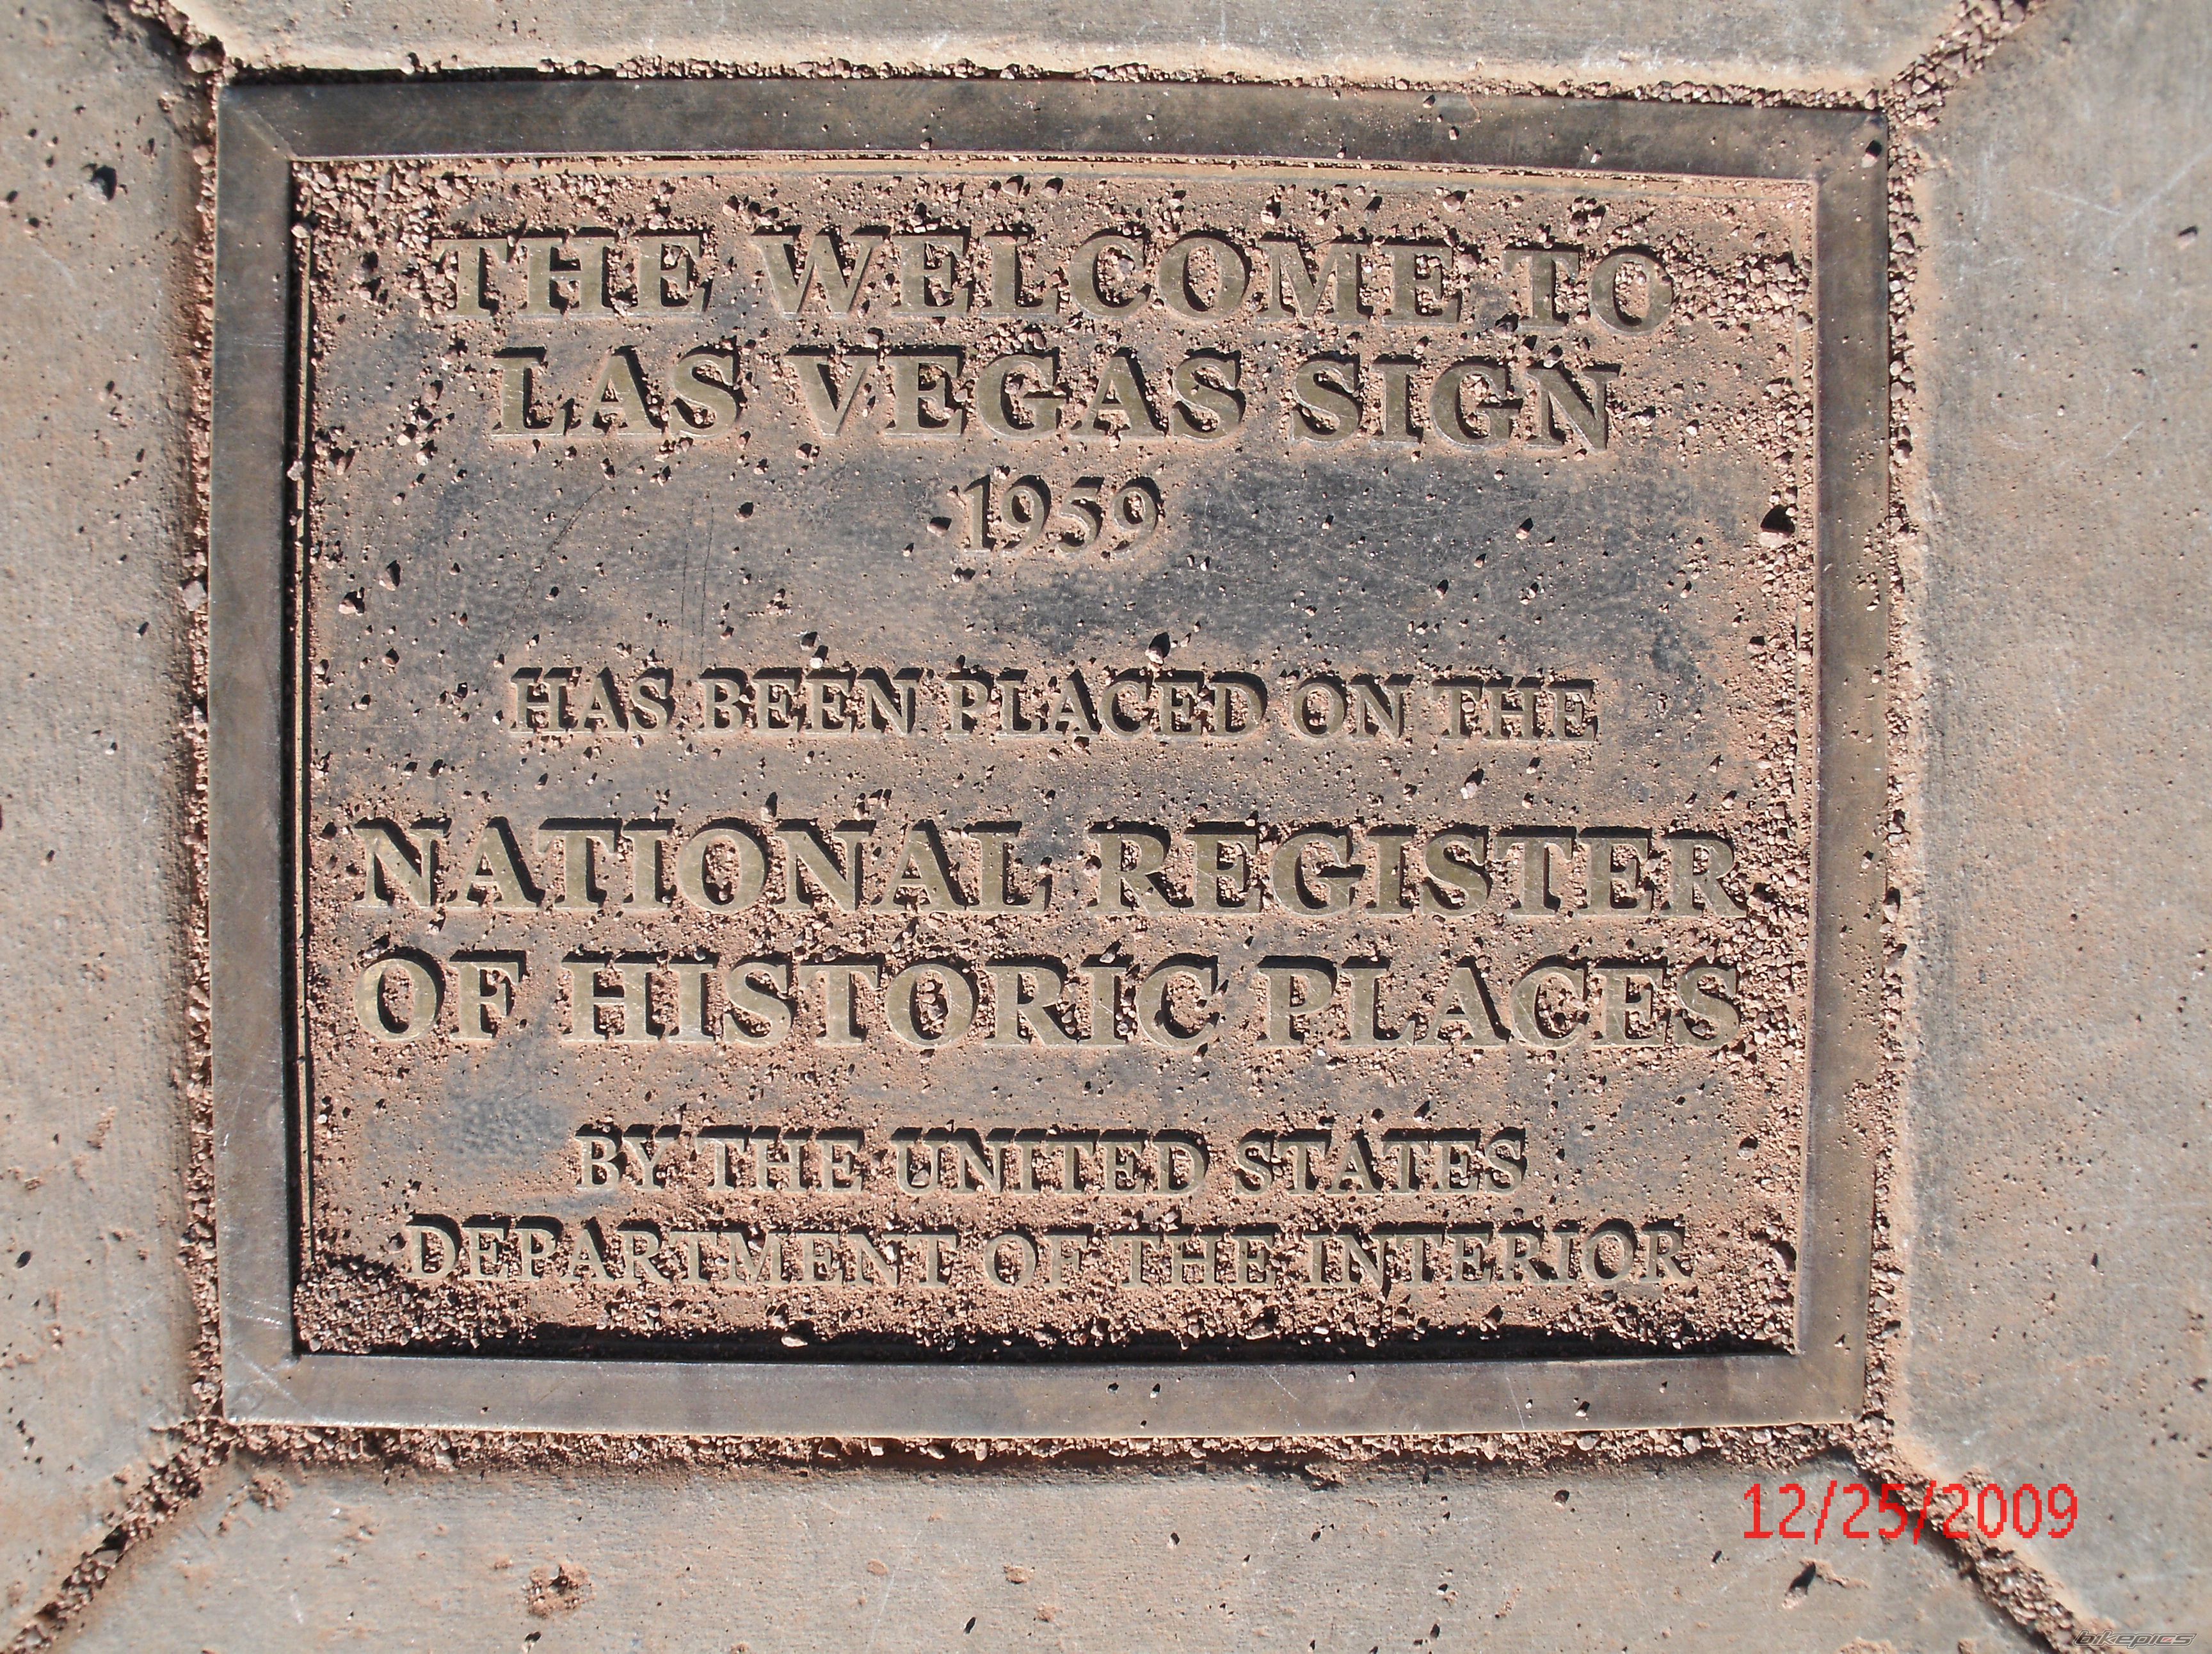 THE WELCOME TO
LAS VEGAS SIGN
1959
HAS BEEN PLACED ON THE
NATIONAL REGISTER
OF HISTORIC PLACES
BY THE UNITED STATES
DEPARTMENT OF THE INTERIOR
12/25/2009
bikepics